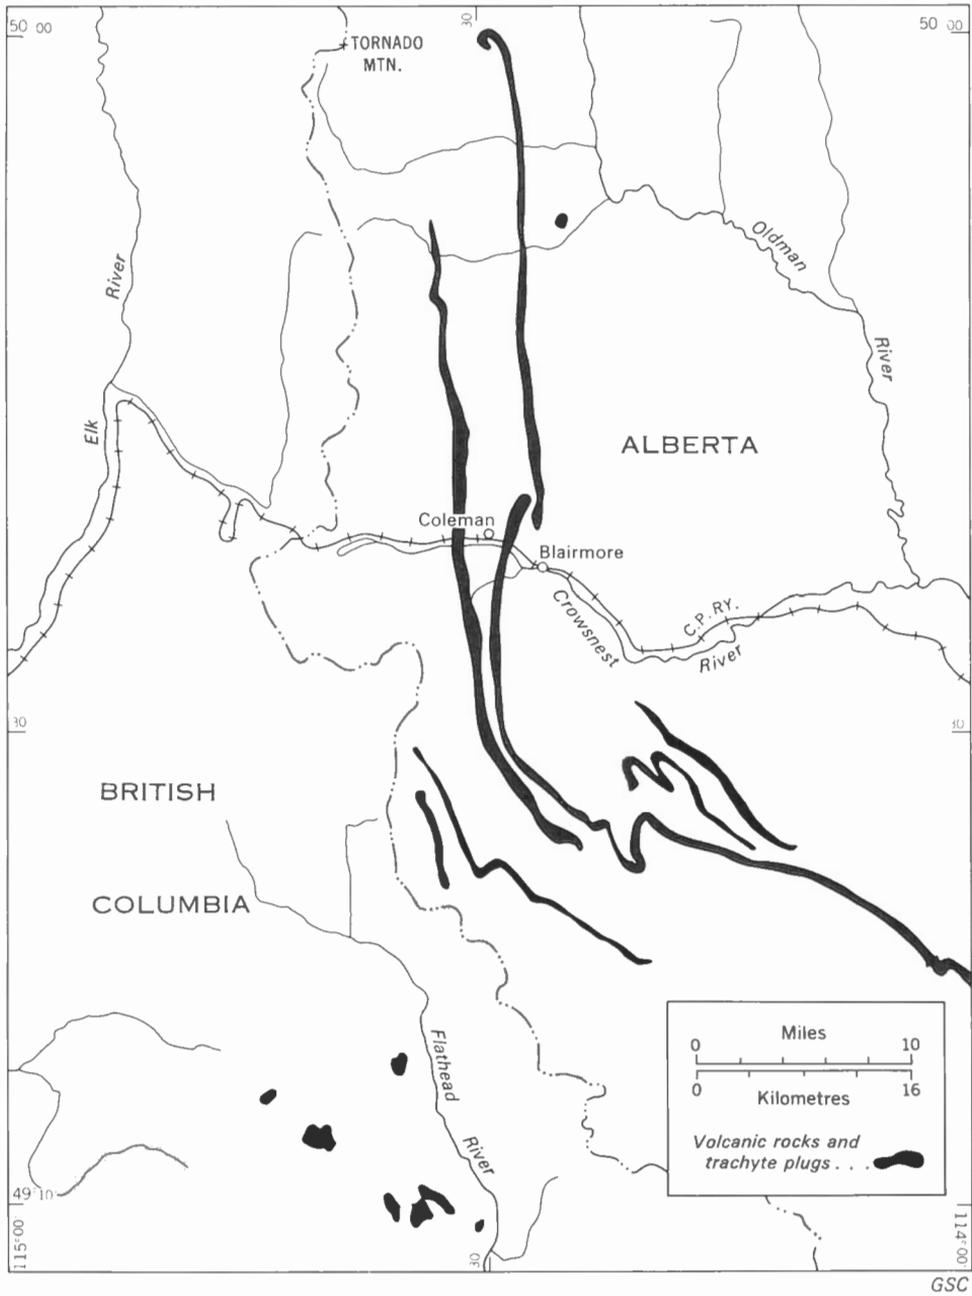 50 00
30
50 00
TORNADO
MTN.
Oldman
River
River
Elk
ALBERTA
Coleman
Blairmore
Crowsnest
River
C.P. RY.
30
30
BRITISH
COLUMBIA
Flathead
River
Miles
0 10
0 16
Kilometres
Volcanic rocks and
trachyte plugs . . .
49°10
115°00'
30
114°00'
GSC